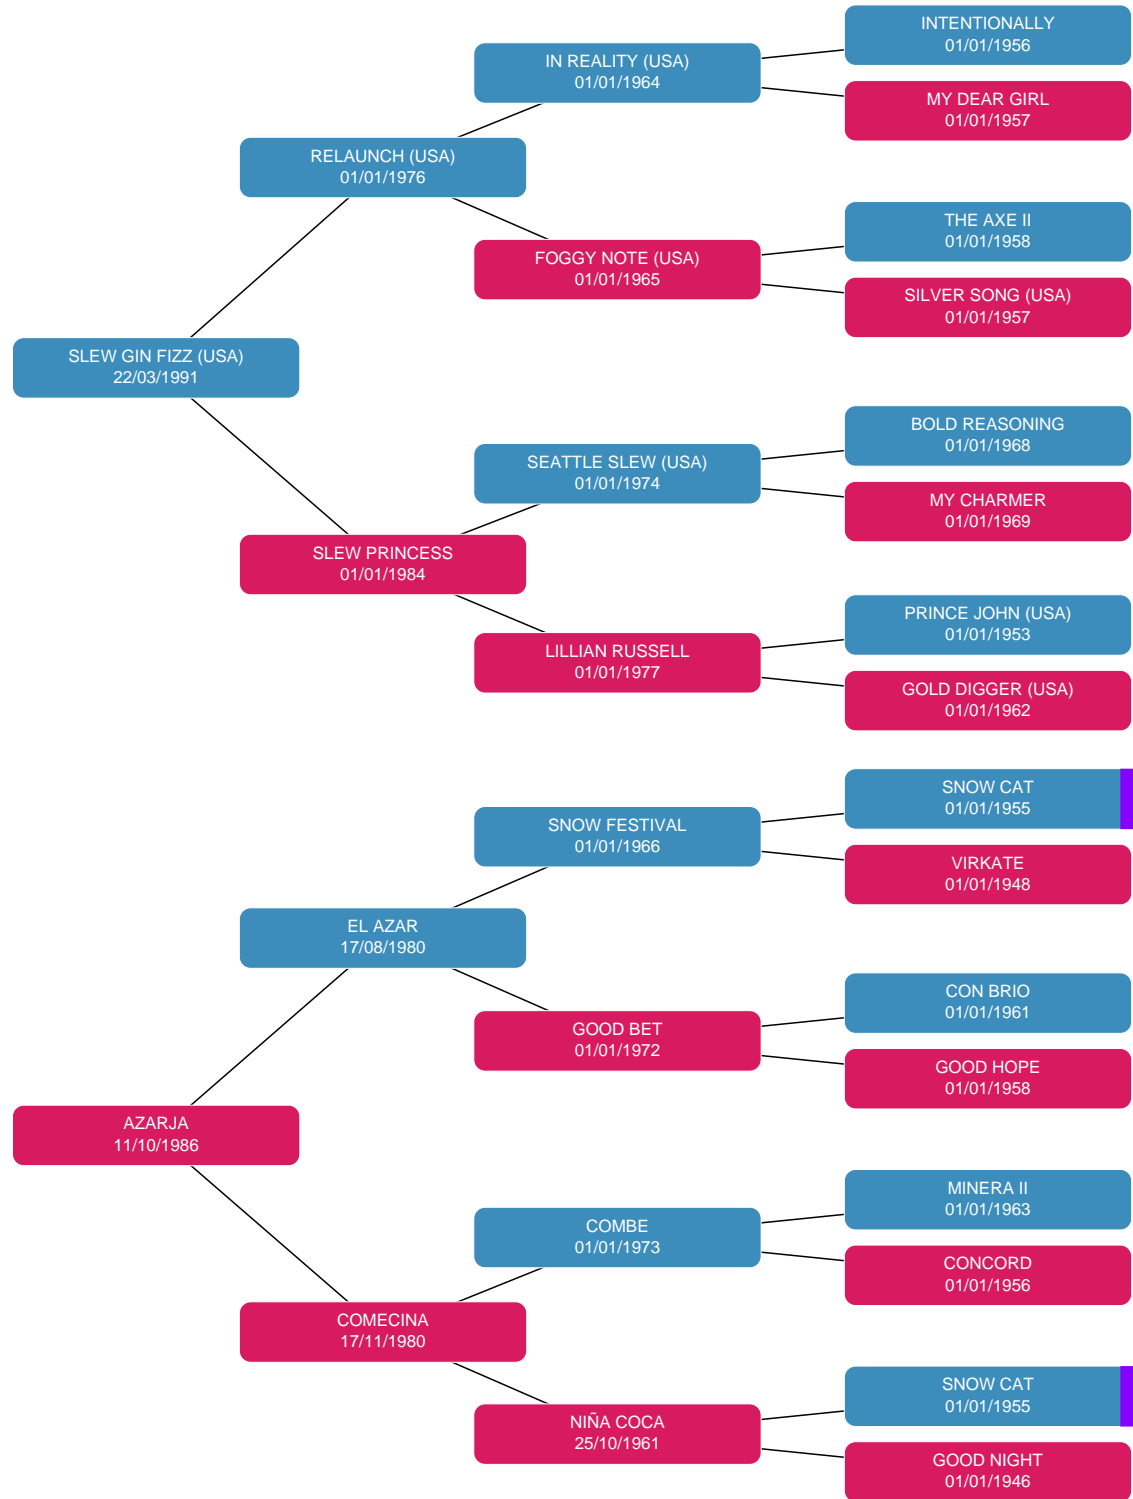 INTENTIONALLY
01/01/1956
IN REALITY (USA)
01/01/1964
MY DEAR GIRL
01/01/1957
RELAUNCH (USA)
01/01/1976
THE AXE II
01/01/1958
FOGGY NOTE (USA)
01/01/1965
SILVER SONG (USA)
01/01/1957
SLEW GIN FIZZ (USA)
22/03/1991
BOLD REASONING
01/01/1968
SEATTLE SLEW (USA)
01/01/1974
MY CHARMER
01/01/1969
SLEW PRINCESS
01/01/1984
PRINCE JOHN (USA)
01/01/1953
LILLIAN RUSSELL
01/01/1977
GOLD DIGGER (USA)
01/01/1962
SNOW CAT
01/01/1955
SNOW FESTIVAL
01/01/1966
VIRKATE
01/01/1948
EL AZAR
17/08/1980
CON BRIO
01/01/1961
GOOD BET
01/01/1972
GOOD HOPE
01/01/1958
AZARJA
11/10/1986
MINERA II
01/01/1963
COMBE
01/01/1973
CONCORD
01/01/1956
COMECINA
17/11/1980
SNOW CAT
01/01/1955
NIÑA COCA
25/10/1961
GOOD NIGHT
01/01/1946